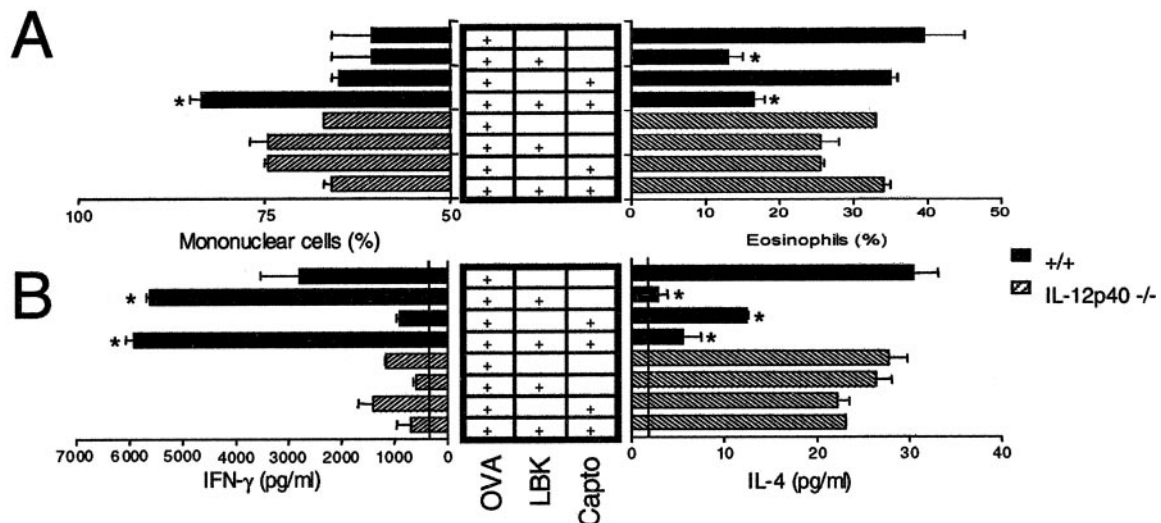 A
+
* + + *
+ +
* + + + *
+
+ +
+ +
+ + +
100 75 50 0 10 20 30 40 50
Mononuclear cells (%) Eosinophils (%)
+/+
IL-12p40 -/-
B
+
* + + *
+ + *
* + + + *
+
+ +
+ +
+ + +
7000 6000 5000 4000 3000 2000 1000 0 0 10 20 30 40
IFN-γ (pg/ml) OVA LBK Capto IL-4 (pg/ml)